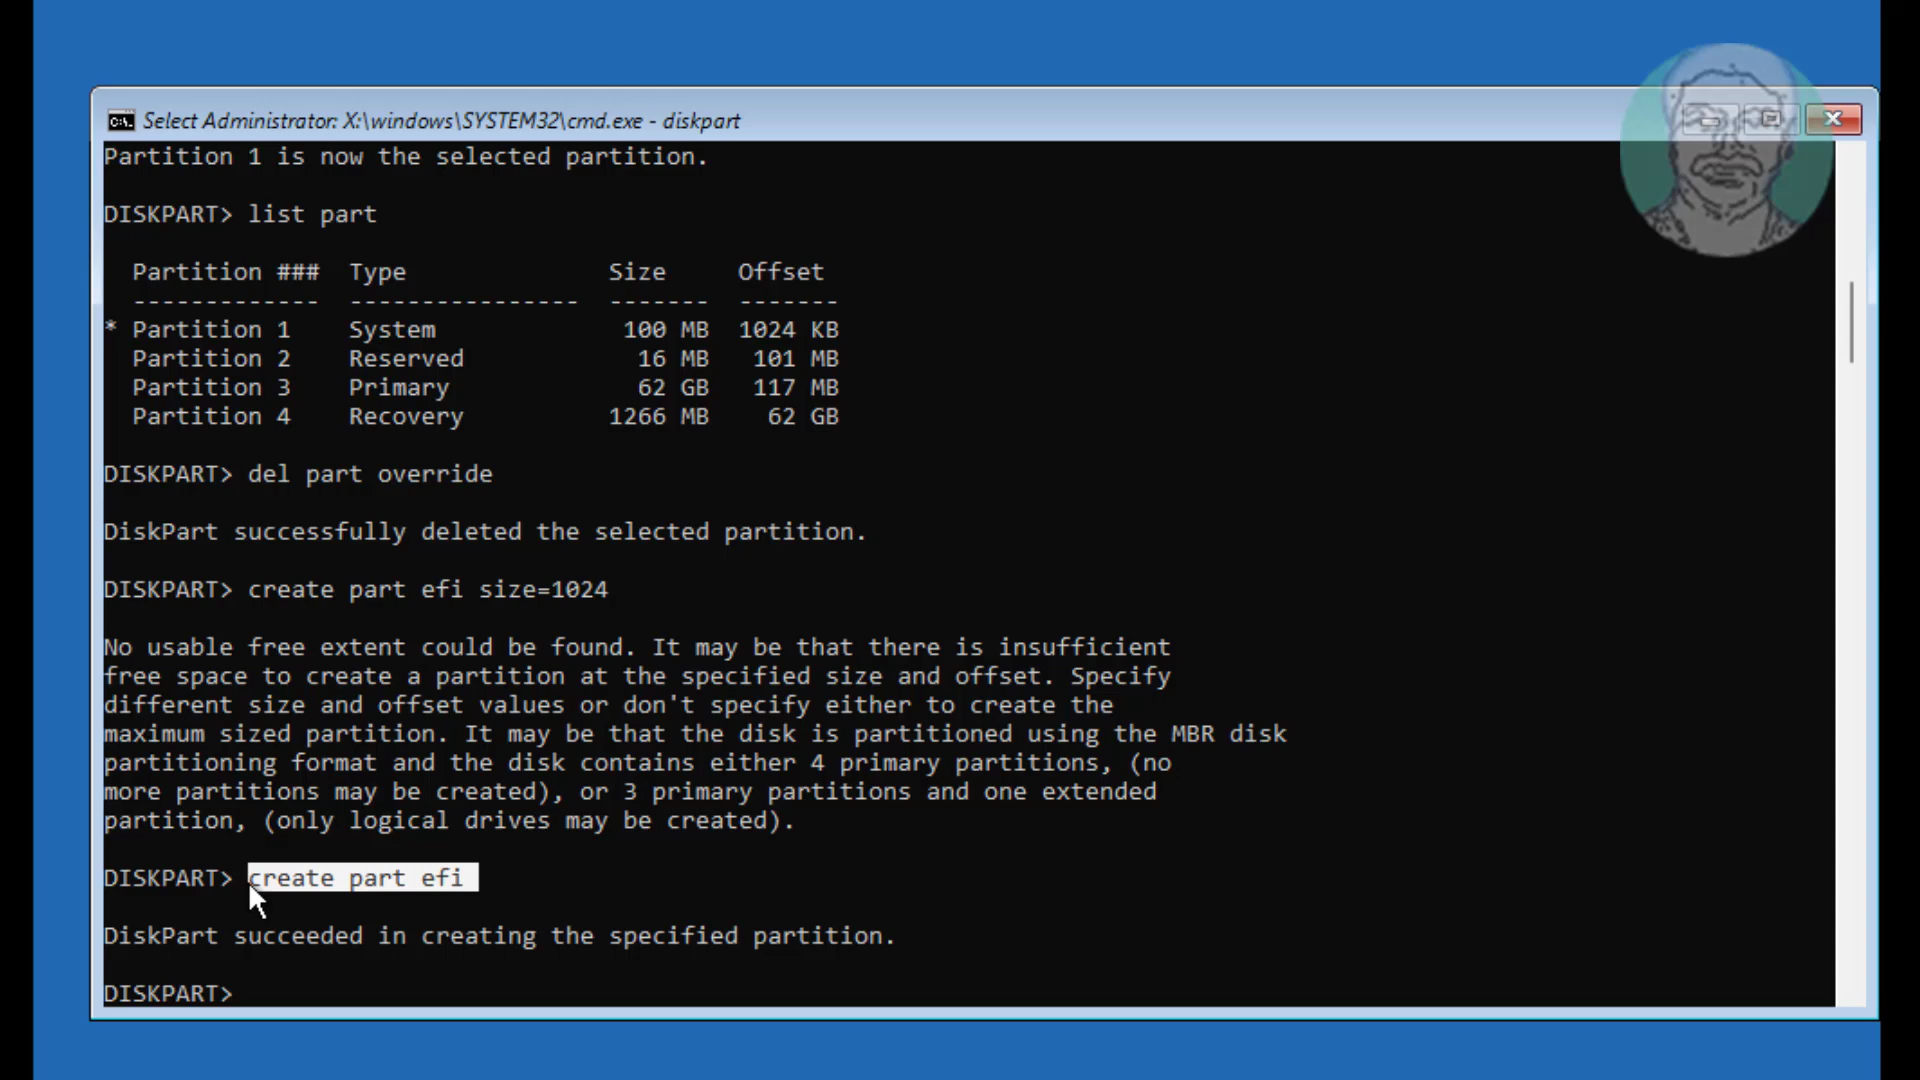 Select Administrator: X:\windows\SYSTEM32\cmd.exe - diskpart
Partition 1 is now the selected partition.
DISKPART> list part
Partition ### Type Size Offset
------------- ---------------- ------- -------
* Partition 1 System 100 MB 1024 KB
Partition 2 Reserved 16 MB 101 MB
Partition 3 Primary 62 GB 117 MB
Partition 4 Recovery 1266 MB 62 GB
DISKPART> del part override
DiskPart successfully deleted the selected partition.
DISKPART> create part efi size=1024
No usable free extent could be found. It may be that there is insufficient
free space to create a partition at the specified size and offset. Specify
different size and offset values or don't specify either to create the
maximum sized partition. It may be that the disk is partitioned using the MBR disk
partitioning format and the disk contains either 4 primary partitions, (no
more partitions may be created), or 3 primary partitions and one extended
partition, (only logical drives may be created).
DISKPART> create part efi
DiskPart succeeded in creating the specified partition.
DISKPART>